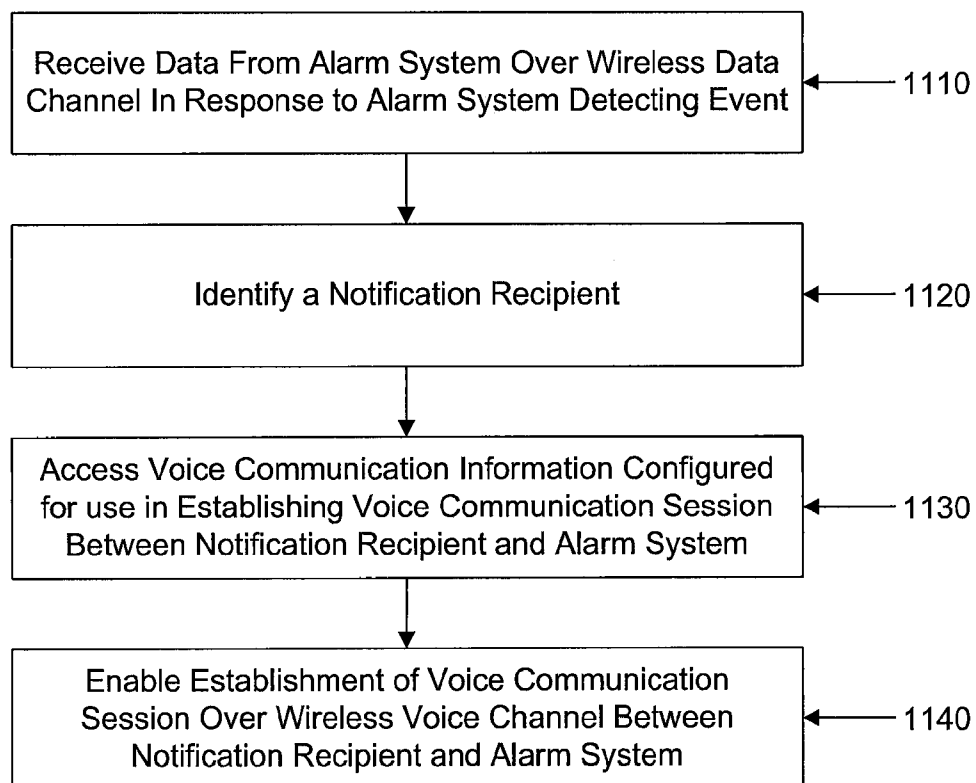 Receive Data From Alarm System Over Wireless Data
Channel In Response to Alarm System Detecting Event
1110
Identify a Notification Recipient
1120
Access Voice Communication Information Configured
for use in Establishing Voice Communication Session
Between Notification Recipient and Alarm System
1130
Enable Establishment of Voice Communication
Session Over Wireless Voice Channel Between
Notification Recipient and Alarm System
1140